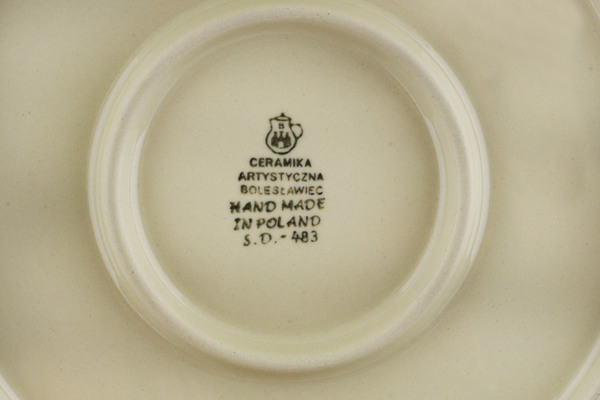 B
CERAMIKA
ARTYSTYCZNA
BOLESŁAWIEC
HAND MADE
IN POLAND
S.D.-483